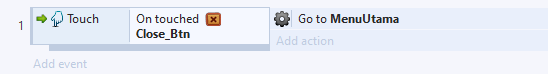 1
Touch
On touched
Close_Btn
Go to MenuUtama
Add action
Add event